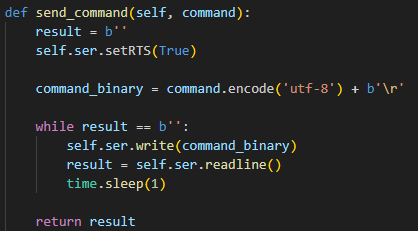 def send_command(self, command):
    result = b''
    self.ser.setRTS(True)

    command_binary = command.encode('utf-8') + b'\r'

    while result == b'':
        self.ser.write(command_binary)
        result = self.ser.readline()
        time.sleep(1)

    return result